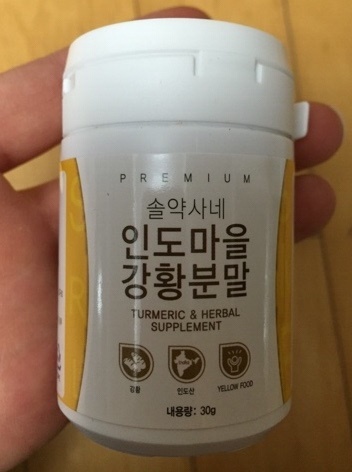 PREMIUM
솔약사네
인도마을
강황분말
TURMERIC & HERBAL
SUPPLEMENT
강황
인도산
YELLOW FOOD
내용량: 30g